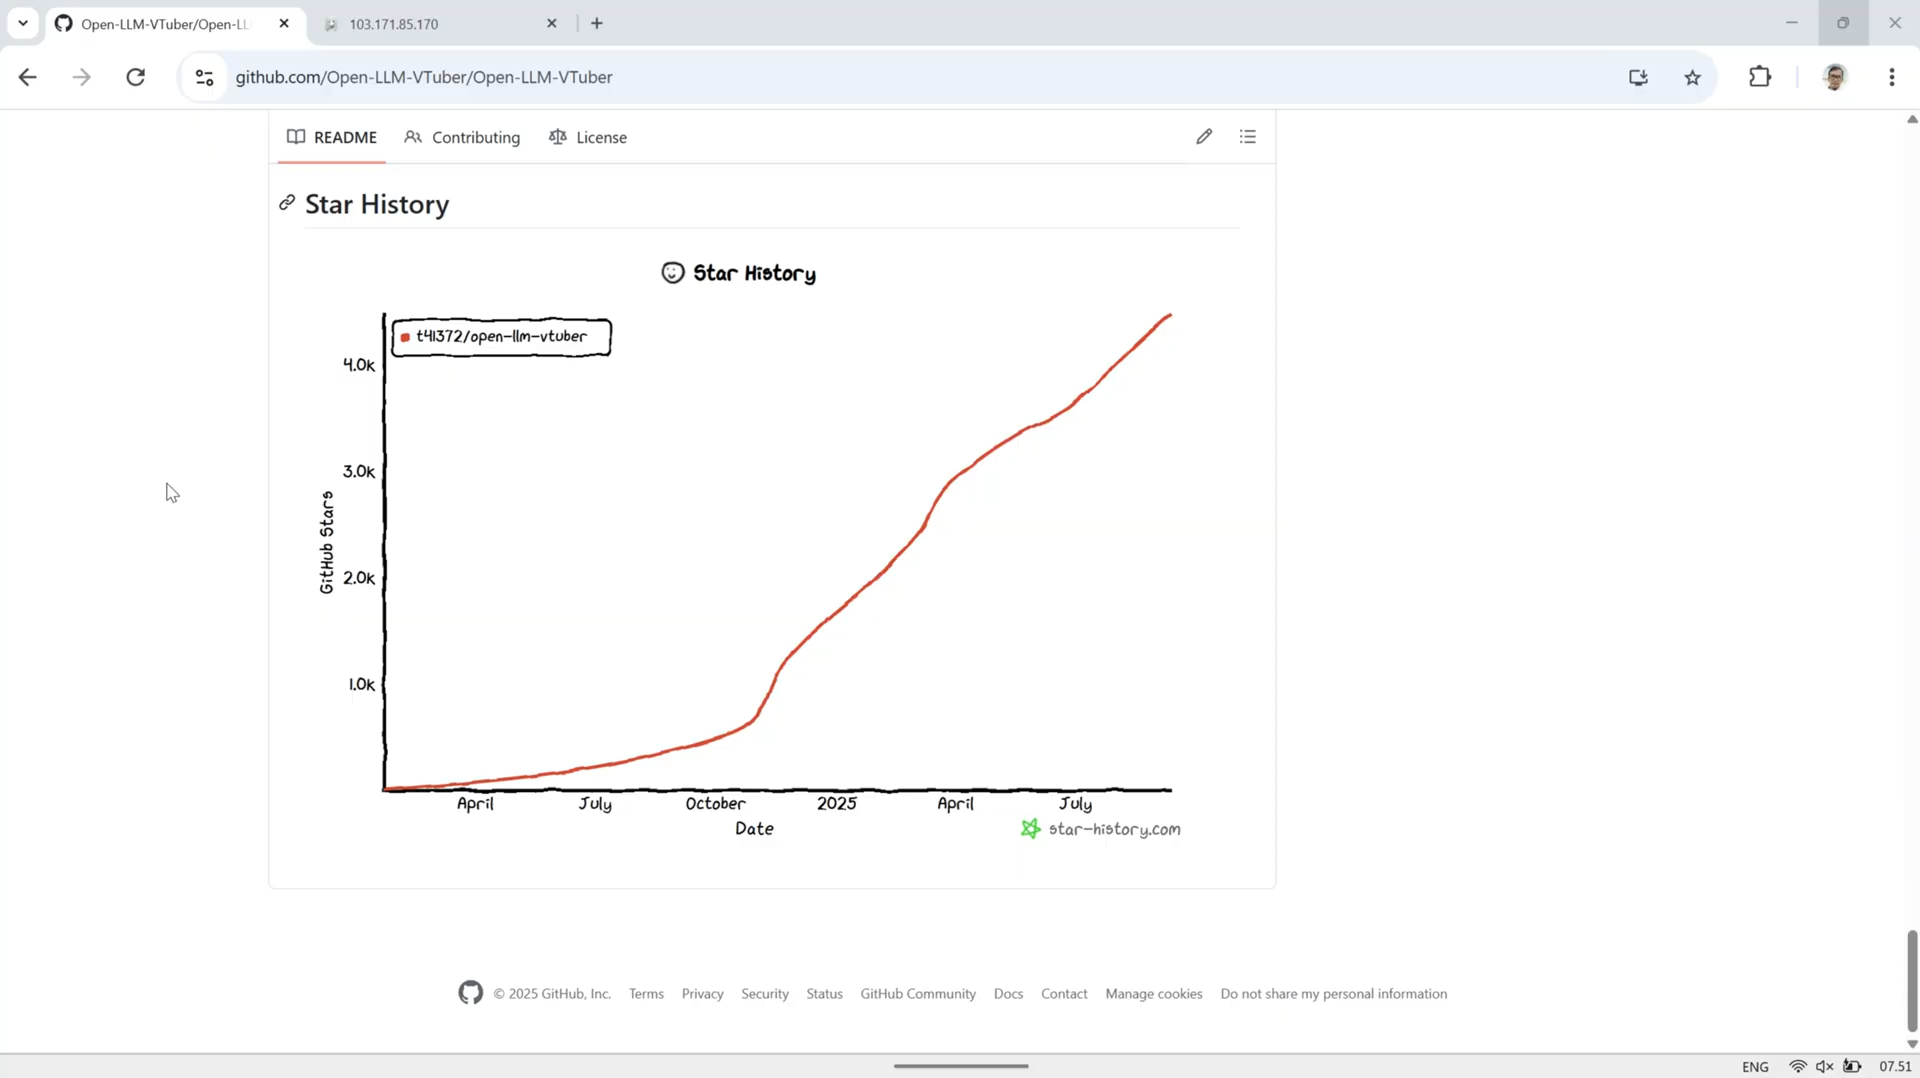 Open-LLM-VTuber/Open-LL
103.171.85.170
github.com/Open-LLM-VTuber/Open-LLM-VTuber
README
Contributing
License
Star History
Star History
t41372/open-llm-vtuber
4.0k
3.0k
2.0k
1.0k
GitHub Stars
April
July
October
2025
April
July
Date
star-history.com
© 2025 GitHub, Inc.
Terms
Privacy
Security
Status
GitHub Community
Docs
Contact
Manage cookies
Do not share my personal information
ENG
07.51